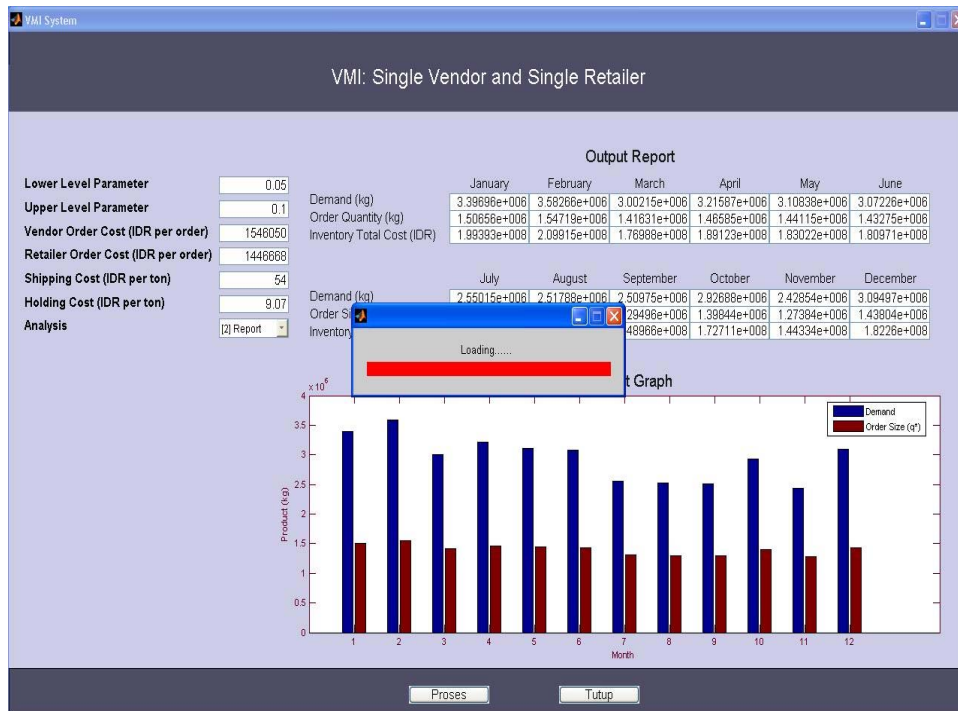 VMI System
VMI: Single Vendor and Single Retailer
Lower Level Parameter 0.05
Upper Level Parameter 0.1
Vendor Order Cost (IDR per order) 1546050
Retailer Order Cost (IDR per order) 1446668
Shipping Cost (IDR per ton) 54
Holding Cost (IDR per ton) 9.07
Analysis [2] Report
Output Report
January February March April May June
Demand (kg) 3.39696e+006 3.58266e+006 3.00215e+006 3.21587e+006 3.10838e+006 3.07226e+006
Order Quantity (kg) 1.50656e+006 1.54719e+006 1.41631e+006 1.46585e+006 1.44115e+006 1.43275e+006
Inventory Total Cost (IDR) 1.99393e+008 2.09915e+008 1.76988e+008 1.89123e+008 1.83022e+008 1.80971e+008
July August September October November December
Demand (kg) 2.55015e+006 2.51788e+006 2.50975e+006 2.92688e+006 2.42854e+006 3.09497e+006
Order 29496e+006 1.39844e+006 1.27384e+006 1.43804e+006
48966e+008 1.72711e+008 1.44334e+008 1.8226e+008
Loading......
t Graph
x 10^6
4
3.5
3
2.5
2
1.5
1
0.5
0
Product (kg)
Demand
Order Size (q*)
1 2 3 4 5 6 7 8 9 10 11 12
Month
Proses Tutup